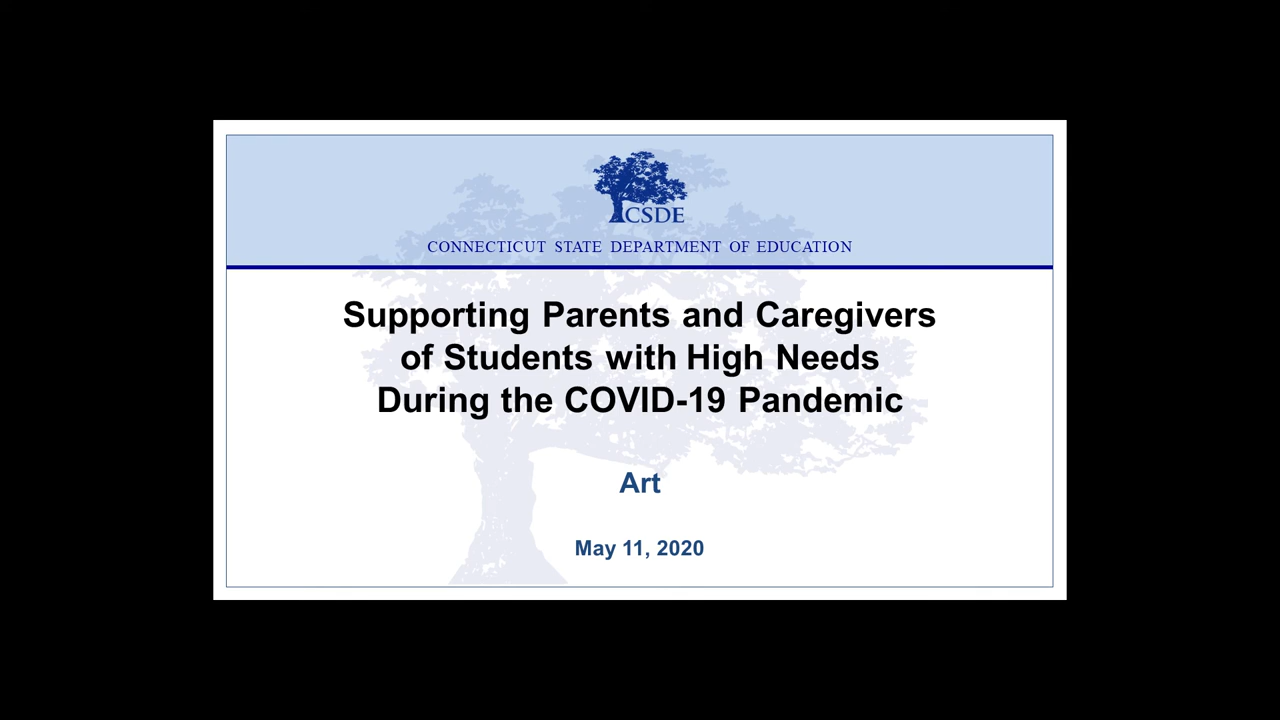 CSDE
CONNECTICUT STATE DEPARTMENT OF EDUCATION
Supporting Parents and Caregivers
of Students with High Needs
During the COVID-19 Pandemic
Art
May 11, 2020